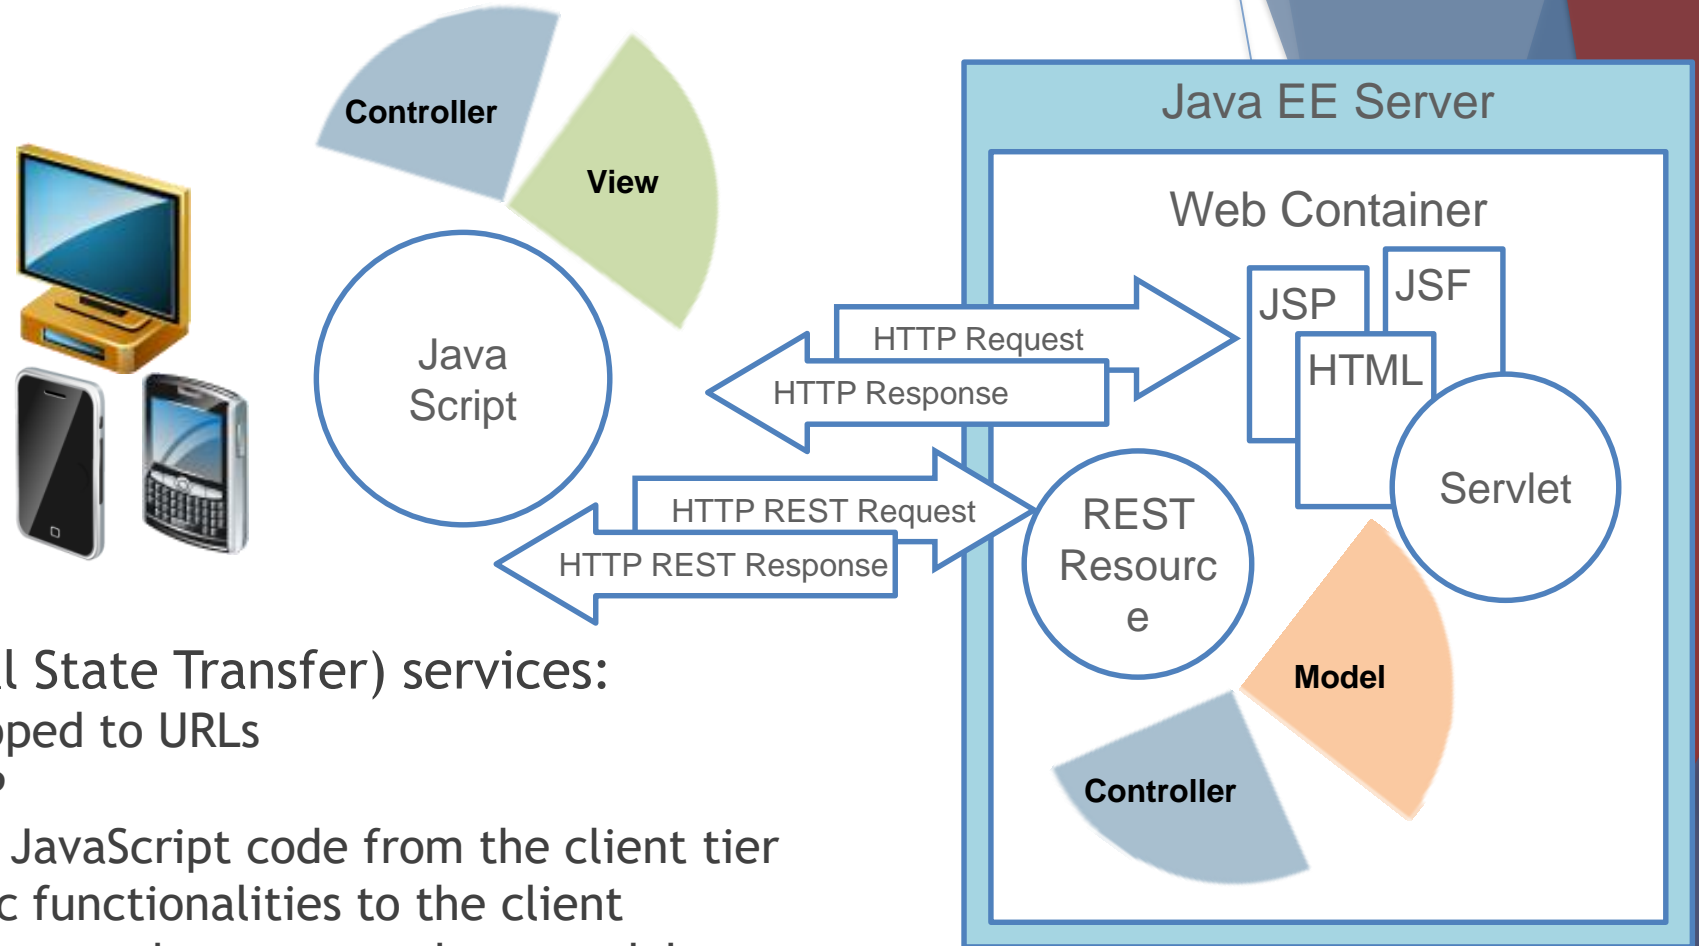 Controller
View
Java EE Server
Web Container
JSP
JSF
HTML
Servlet
HTTP Request
HTTP Response
Java
Script
HTTP REST Request
HTTP REST Response
REST
Resourc
e
Model
Controller
l State Transfer) services:
pped to URLs
JavaScript code from the client tier
c functionalities to the client